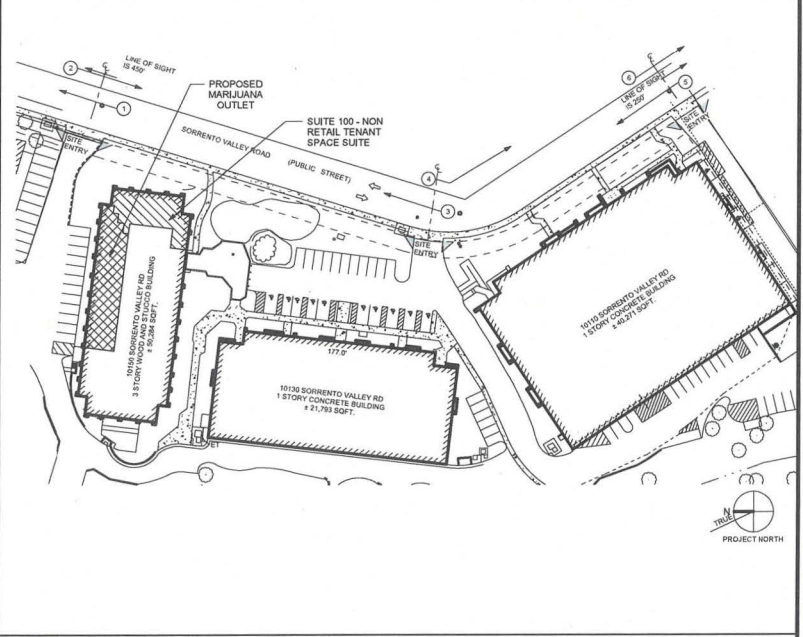 2
LINE OF SIGHT
IS 450'
1
PROPOSED
MARIJUANA
OUTLET
SUITE 100 - NON
RETAIL TENANT
SPACE SUITE
SORRENTO VALLEY ROAD (PUBLIC STREET)
SITE
ENTRY
4
3
SITE
ENTRY
6
LINE OF SIGHT
IS 250'
5
SITE
ENTRY
10150 SORRENTO VALLEY RD
3 STORY WOOD AND STUCCO BUILDING
± 50,284 SQFT.
177.0'
10130 SORRENTO VALLEY RD
1 STORY CONCRETE BUILDING
± 21,793 SQFT.
10110 SORRENTO VALLEY RD
1 STORY CONCRETE BUILDING
± 40,271 SQFT.
N
TRUE
PROJECT NORTH